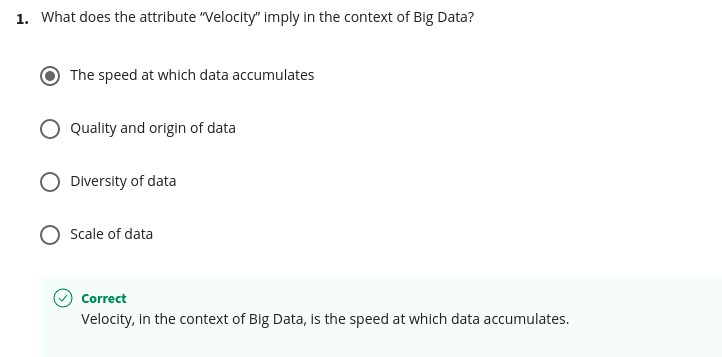 1. What does the attribute “Velocity” imply in the context of Big Data?
The speed at which data accumulates
Quality and origin of data
Diversity of data
Scale of data
Correct
Velocity, in the context of Big Data, is the speed at which data accumulates.